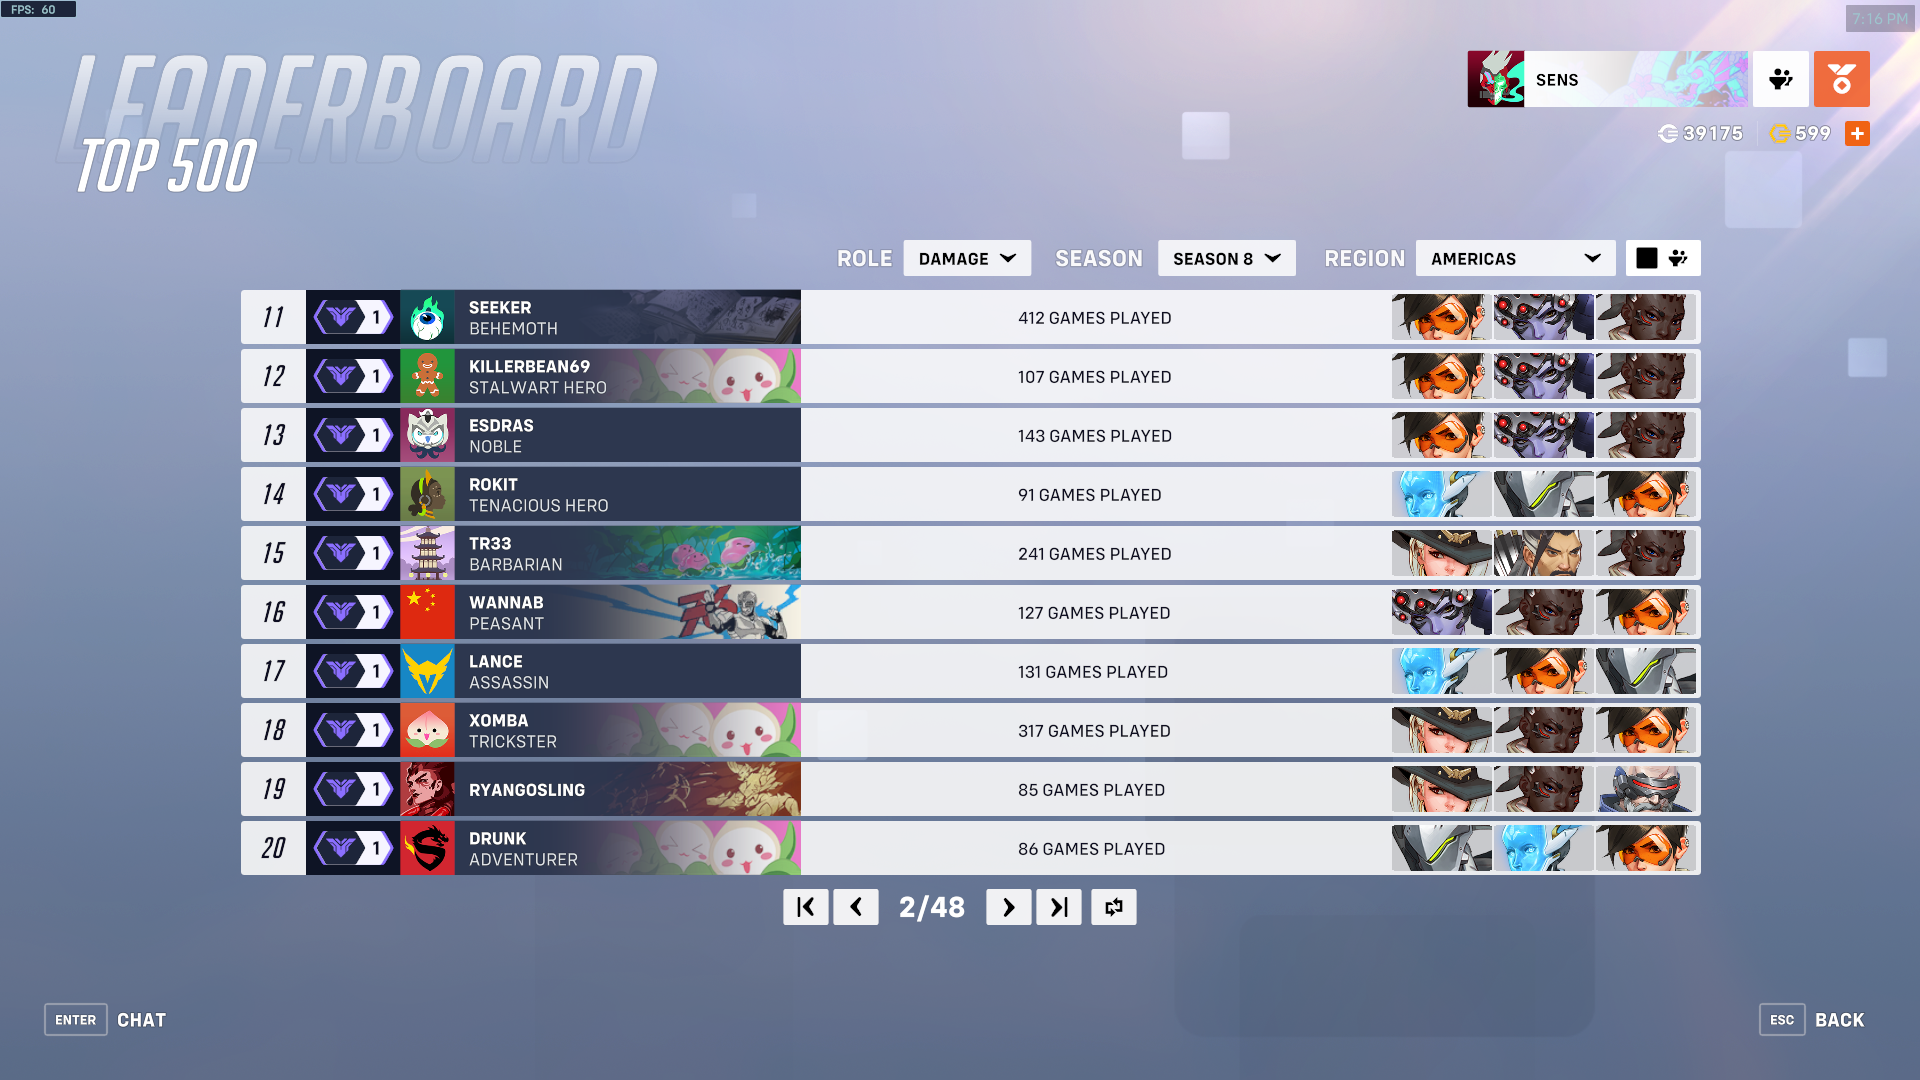 FPS: 60
7:16 PM
LEADERBOARD
TOP 500
SENS
39175
599
ROLE DAMAGE SEASON SEASON 8 REGION AMERICAS
11 1 SEEKER 412 GAMES PLAYED
BEHEMOTH
12 1 KILLERBEAN69 107 GAMES PLAYED
STALWART HERO
13 1 ESDRAS 143 GAMES PLAYED
NOBLE
14 1 ROKIT 91 GAMES PLAYED
TENACIOUS HERO
15 1 TR33 241 GAMES PLAYED
BARBARIAN
16 1 WANNAB 127 GAMES PLAYED
PEASANT
17 1 LANCE 131 GAMES PLAYED
ASSASSIN
18 1 XOMBA 317 GAMES PLAYED
TRICKSTER
19 1 RYANGOSLING 85 GAMES PLAYED
20 1 DRUNK 86 GAMES PLAYED
ADVENTURER
2/48
ENTER CHAT
ESC BACK